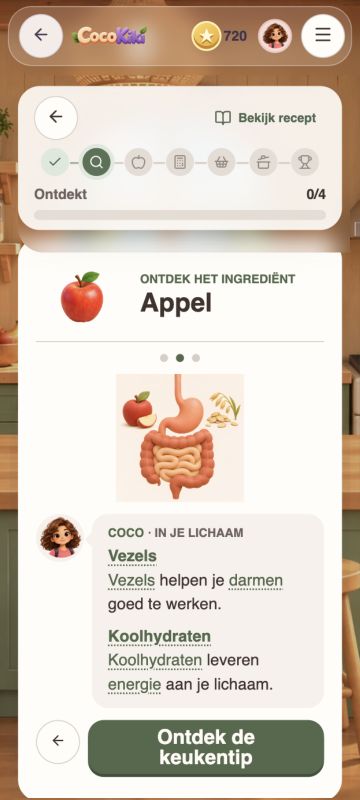 CocoKiki
720
Bekijk recept
Ontdekt
0/4
ONTDEK HET INGREDIËNT
Appel
COCO · IN JE LICHAAM
Vezels
Vezels helpen je darmen
goed te werken.
Koolhydraten
Koolhydraten leveren
energie aan je lichaam.
Ontdek de
keukentip